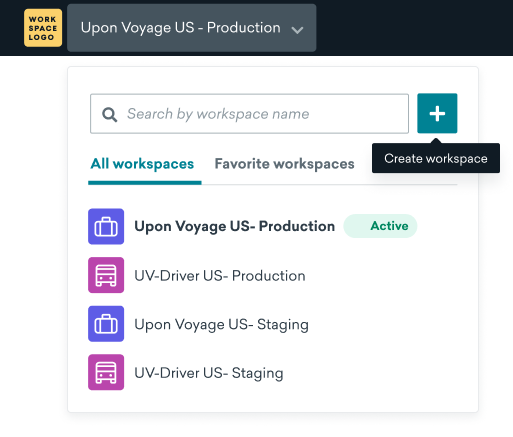 WORK
SPACE
LOGO
Upon Voyage US - Production
Search by workspace name
Create workspace
All workspaces Favorite workspaces
Upon Voyage US- Production Active
UV-Driver US- Production
Upon Voyage US- Staging
UV-Driver US- Staging